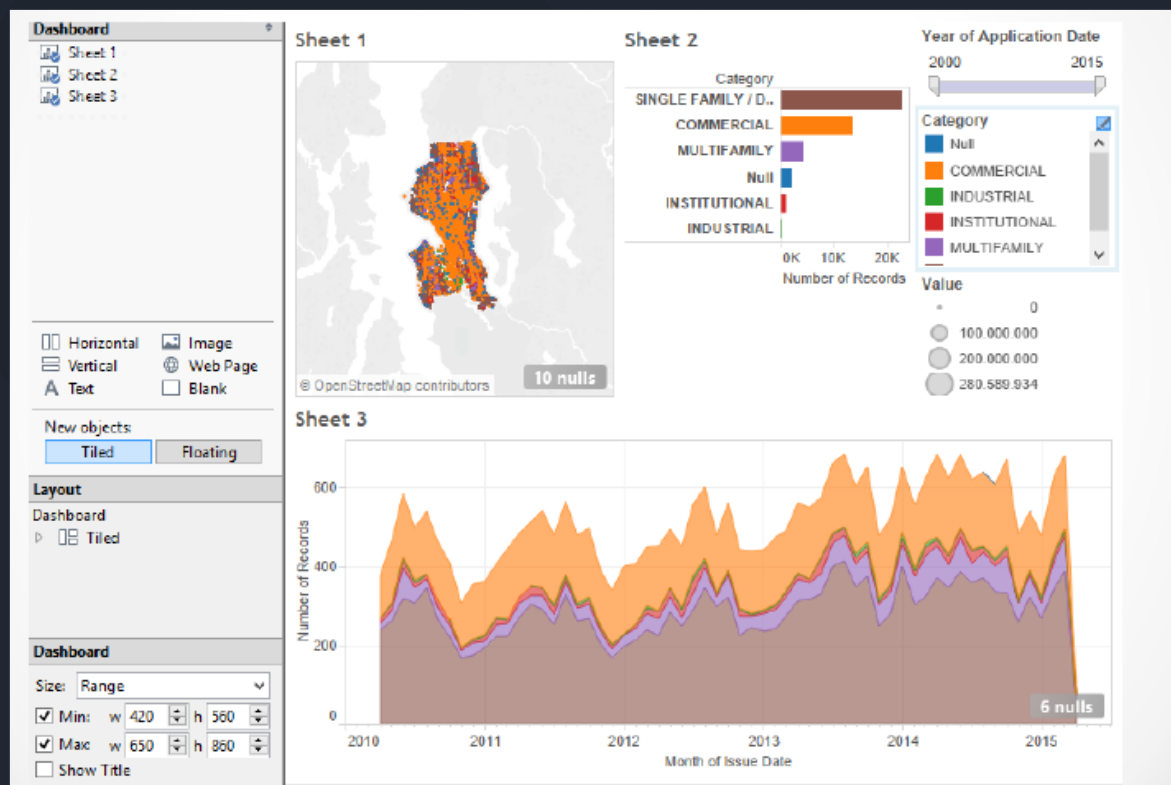 Dashboard
Sheet 1
Sheet 2
Sheet 3
Horizontal
Image
Vertical
Web Page
A Text
Blank
New objects:
Tiled
Floating
Layout
Dashboard
Tiled
Dashboard
Size: Range
Min: w 420 h 560
Max: w 650 h 860
Show Title
Sheet 1
© OpenStreetMap contributors
10 nulls
Sheet 2
Category
SINGLE FAMILY / D..
COMMERCIAL
MULTIFAMILY
Null
INSTITUTIONAL
INDUSTRIAL
0K 10K 20K
Number of Records
Year of Application Date
2000 2015
Category
Null
COMMERCIAL
INDUSTRIAL
INSTITUTIONAL
MULTIFAMILY
Value
0
100.000.000
200.000.000
280.589.934
Sheet 3
Number of Records
600
400
200
0
6 nulls
2010 2011 2012 2013 2014 2015
Month of Issue Date